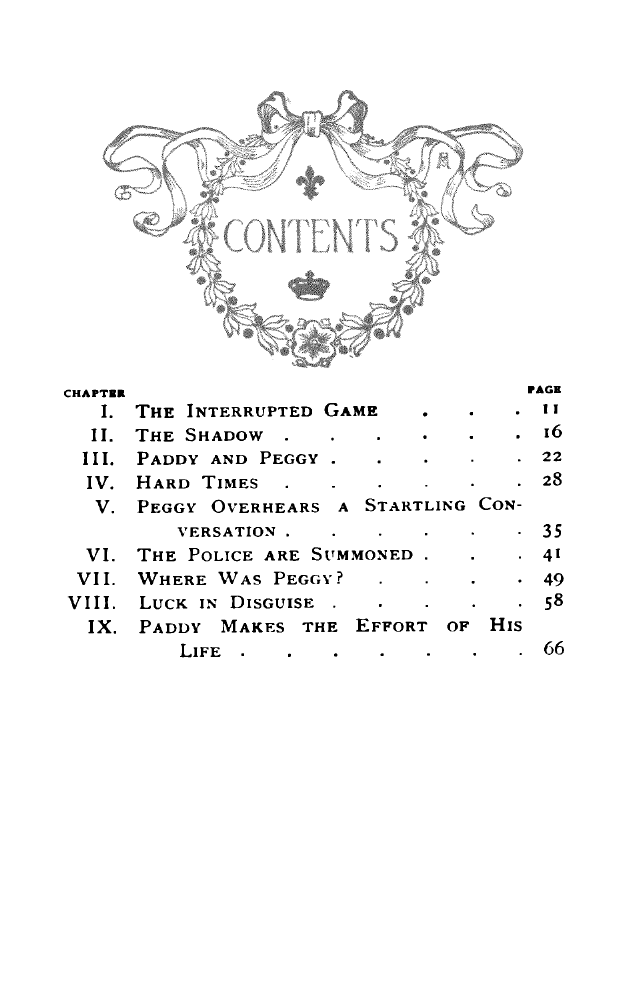 CONTENTS
CHAPTER PAGE
I. THE INTERRUPTED GAME . . . 11
II. THE SHADOW . . . . . . 16
III. PADDY AND PEGGY . . . . . 22
IV. HARD TIMES . . . . . . 28
V. PEGGY OVERHEARS A STARTLING CON-
VERSATION . . . . . . 35
VI. THE POLICE ARE SUMMONED . . . 41
VII. WHERE WAS PEGGY? . . . . 49
VIII. LUCK IN DISGUISE . . . . . 58
IX. PADDY MAKES THE EFFORT OF HIS
LIFE . . . . . . . 66